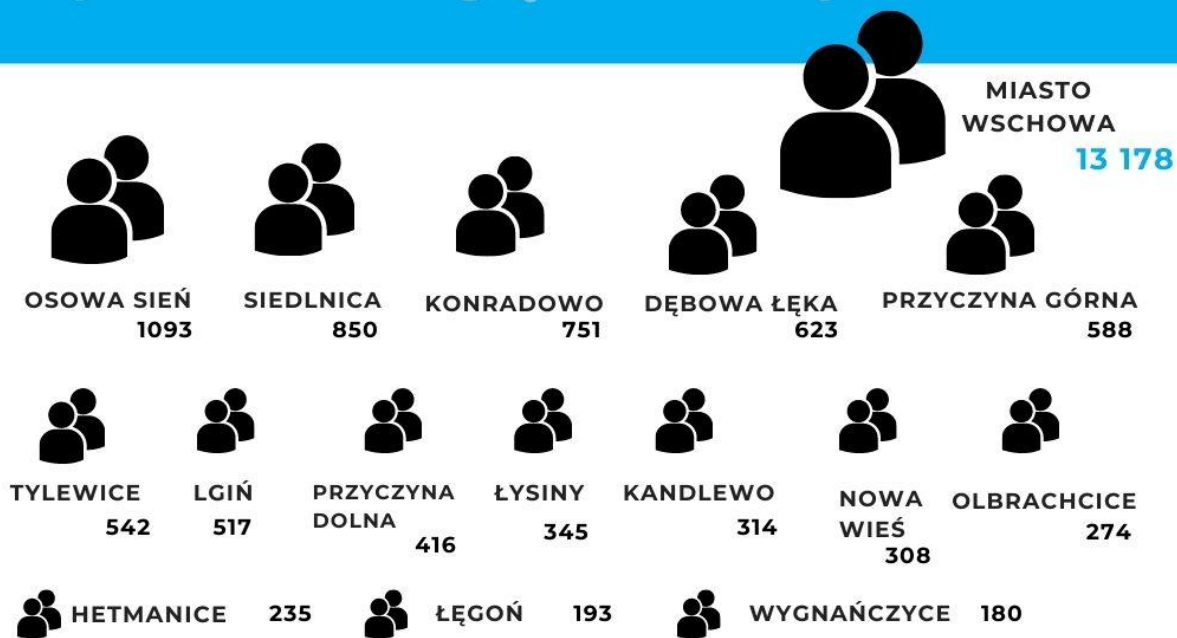 MIASTO
WSCHOWA
13 178
OSOWA SIEŃ
1093
SIEDLNICA
850
KONRADOWO
751
DĘBOWA ŁĘKA
623
PRZYCZYNA GÓRNA
588
TYLEWICE
542
LGIŃ
517
PRZYCZYNA
DOLNA
416
ŁYSINY
345
KANDLEWO
314
NOWA
WIEŚ
308
OLBRACHCICE
274
HETMANICE 235
ŁĘGOŃ 193
WYGNAŃCZYCE 180